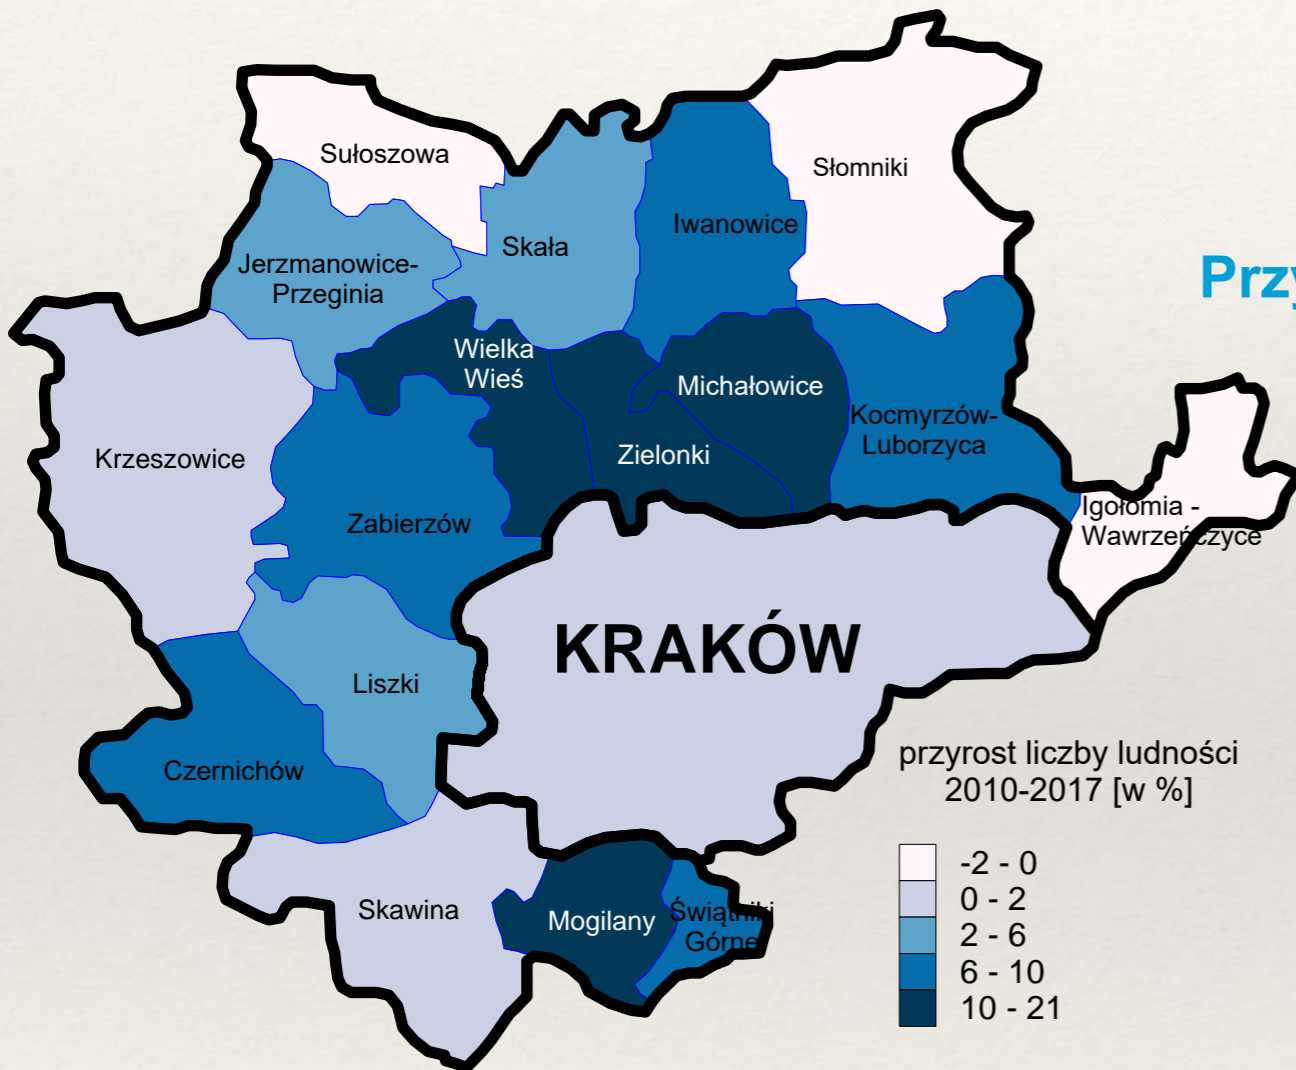 Sułoszowa
Słomniki
Iwanowice
Skała
Jerzmanowice-
Przeginia
Przy
Wielka
Wieś
Michałowice
Kocmyrzów-
Luborzyca
Krzeszowice
Zielonki
Zabierzów
Igołomia -
Wawrzeńczyce
KRAKÓW
Liszki
Czernichów
przyrost liczby ludności
2010-2017 [w %]
-2 - 0
0 - 2
2 - 6
6 - 10
10 - 21
Skawina
Mogilany
Świątniki
Górne